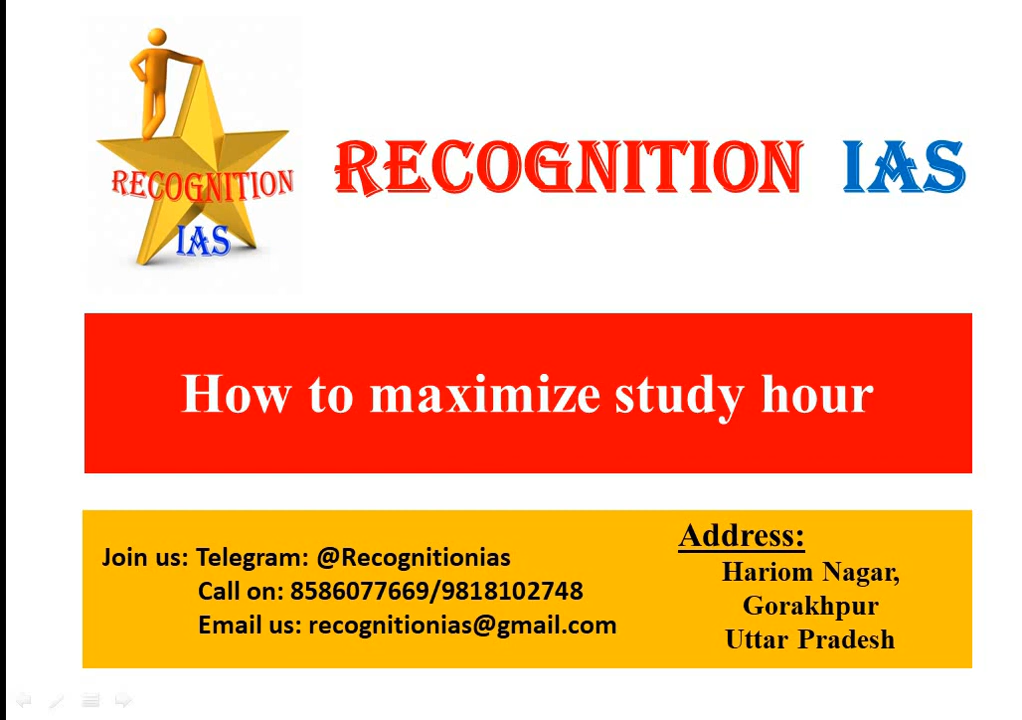 RECOGNITION
IAS
RECOGNITION IAS
How to maximize study hour
Join us: Telegram: @Recognitionias
Call on: 8586077669/9818102748
Email us: recognitionias@gmail.com
Address:
Hariom Nagar,
Gorakhpur
Uttar Pradesh